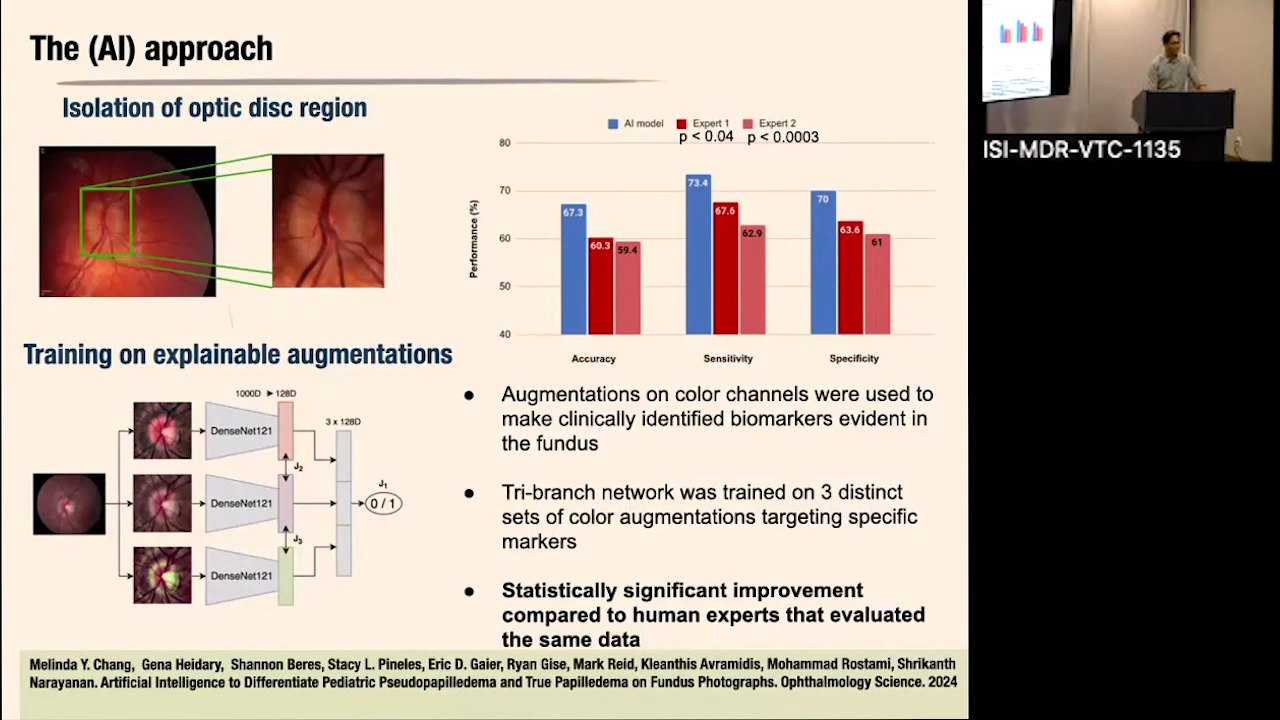 The (AI) approach
Isolation of optic disc region
AI model Expert 1 Expert 2
p < 0.04 p < 0.0003
80
70
60
50
40
Performance (%)
67.3
60.3
59.4
73.4
67.6
62.9
70
63.6
61
Accuracy
Sensitivity
Specificity
Training on explainable augmentations
1000D ➤ 128D
3 x 128D
DenseNet121
DenseNet121
DenseNet121
J2
J3
J1
0 / 1
● Augmentations on color channels were used to
make clinically identified biomarkers evident in
the fundus
● Tri-branch network was trained on 3 distinct
sets of color augmentations targeting specific
markers
● Statistically significant improvement
compared to human experts that evaluated
the same data
Melinda Y. Chang, Gena Heidary, Shannon Beres, Stacy L. Pineles, Eric D. Gaier, Ryan Gise, Mark Reid, Kleanthis Avramidis, Mohammad Rostami, Shrikanth
Narayanan. Artificial Intelligence to Differentiate Pediatric Pseudopapilledema and True Papilledema on Fundus Photographs. Ophthalmology Science. 2024
ISI-MDR-VTC-1135